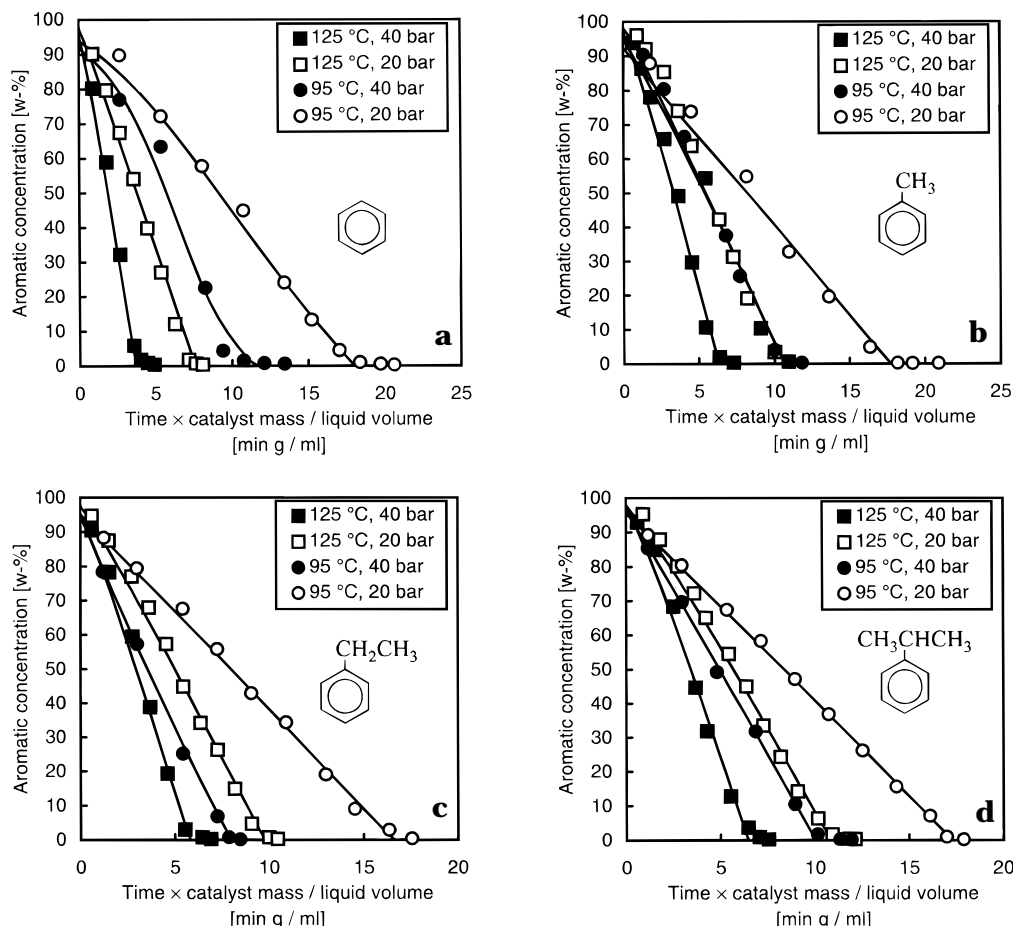 Aromatic concentration [w-%]
100
90
80
70
60
50
40
30
20
10
0
125 °C, 40 bar
125 °C, 20 bar
95 °C, 40 bar
95 °C, 20 bar
a
0 5 10 15 20 25
Time × catalyst mass / liquid volume
[min g / ml]
Aromatic concentration [w-%]
100
90
80
70
60
50
40
30
20
10
0
125 °C, 40 bar
125 °C, 20 bar
95 °C, 40 bar
95 °C, 20 bar
CH3
b
0 5 10 15 20 25
Time × catalyst mass / liquid volume
[min g / ml]
Aromatic concentration [w-%]
100
90
80
70
60
50
40
30
20
10
0
125 °C, 40 bar
125 °C, 20 bar
95 °C, 40 bar
95 °C, 20 bar
CH2CH3
c
0 5 10 15 20
Time × catalyst mass / liquid volume
[min g / ml]
Aromatic concentration [w-%]
100
90
80
70
60
50
40
30
20
10
0
125 °C, 40 bar
125 °C, 20 bar
95 °C, 40 bar
95 °C, 20 bar
CH3CHCH3
d
0 5 10 15 20
Time × catalyst mass / liquid volume
[min g / ml]